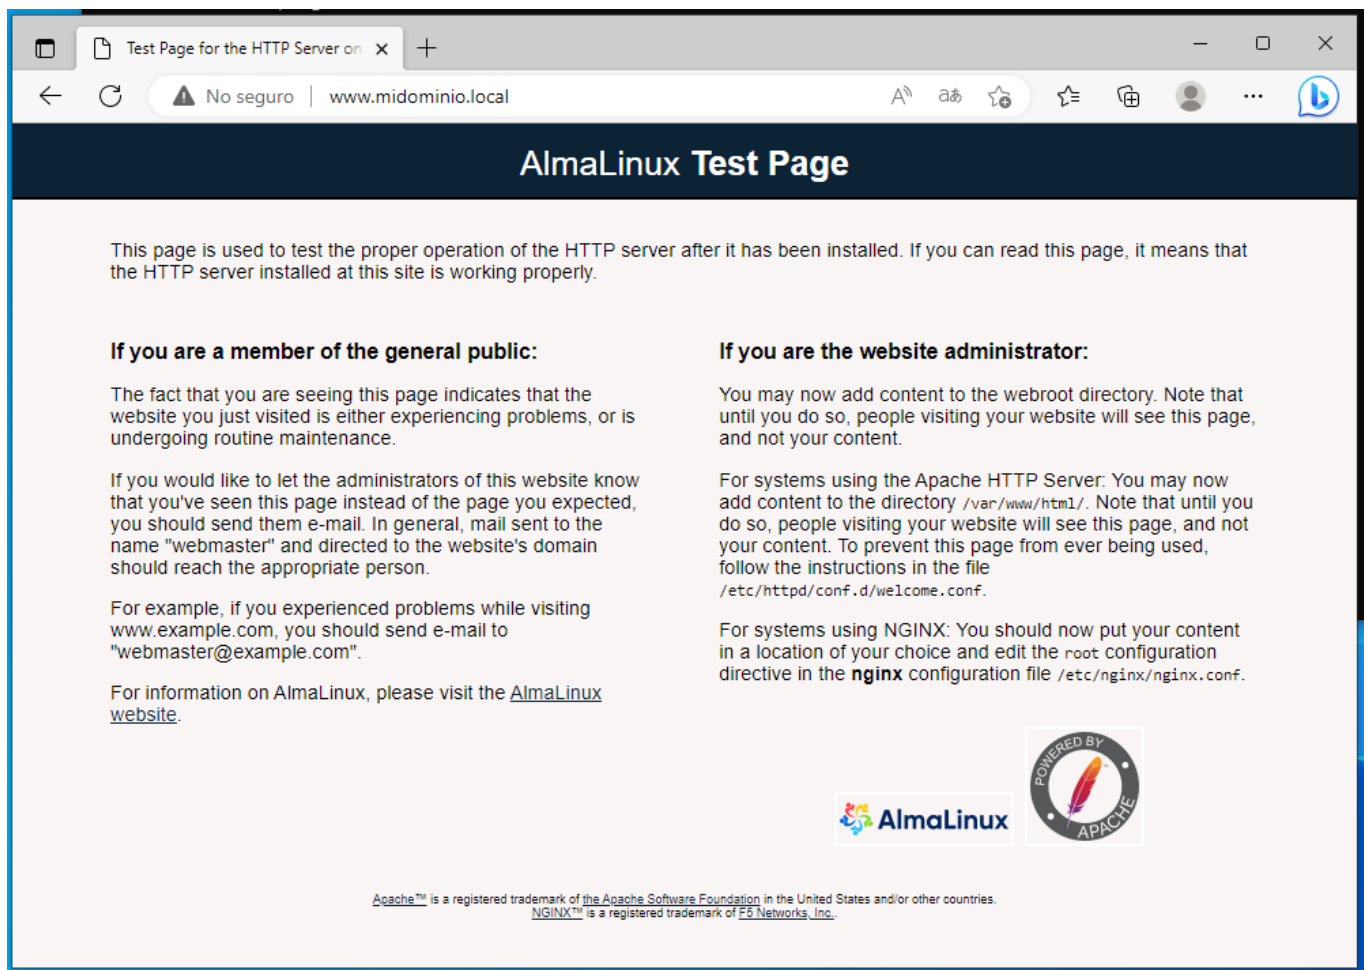 Test Page for the HTTP Server on
No seguro | www.midominio.local
AlmaLinux Test Page
This page is used to test the proper operation of the HTTP server after it has been installed. If you can read this page, it means that
the HTTP server installed at this site is working properly.
If you are a member of the general public:
The fact that you are seeing this page indicates that the
website you just visited is either experiencing problems, or is
undergoing routine maintenance.
If you would like to let the administrators of this website know
that you've seen this page instead of the page you expected,
you should send them e-mail. In general, mail sent to the
name "webmaster" and directed to the website's domain
should reach the appropriate person.
For example, if you experienced problems while visiting
www.example.com, you should send e-mail to
"webmaster@example.com".
For information on AlmaLinux, please visit the AlmaLinux
website.
If you are the website administrator:
You may now add content to the webroot directory. Note that
until you do so, people visiting your website will see this page,
and not your content.
For systems using the Apache HTTP Server: You may now
add content to the directory /var/www/html/. Note that until you
do so, people visiting your website will see this page, and not
your content. To prevent this page from ever being used,
follow the instructions in the file
/etc/httpd/conf.d/welcome.conf.
For systems using NGINX: You should now put your content
in a location of your choice and edit the root configuration
directive in the nginx configuration file /etc/nginx/nginx.conf.
AlmaLinux
POWERED BY
APACHE
Apache™ is a registered trademark of the Apache Software Foundation in the United States and/or other countries.
NGINX™ is a registered trademark of F5 Networks, Inc..